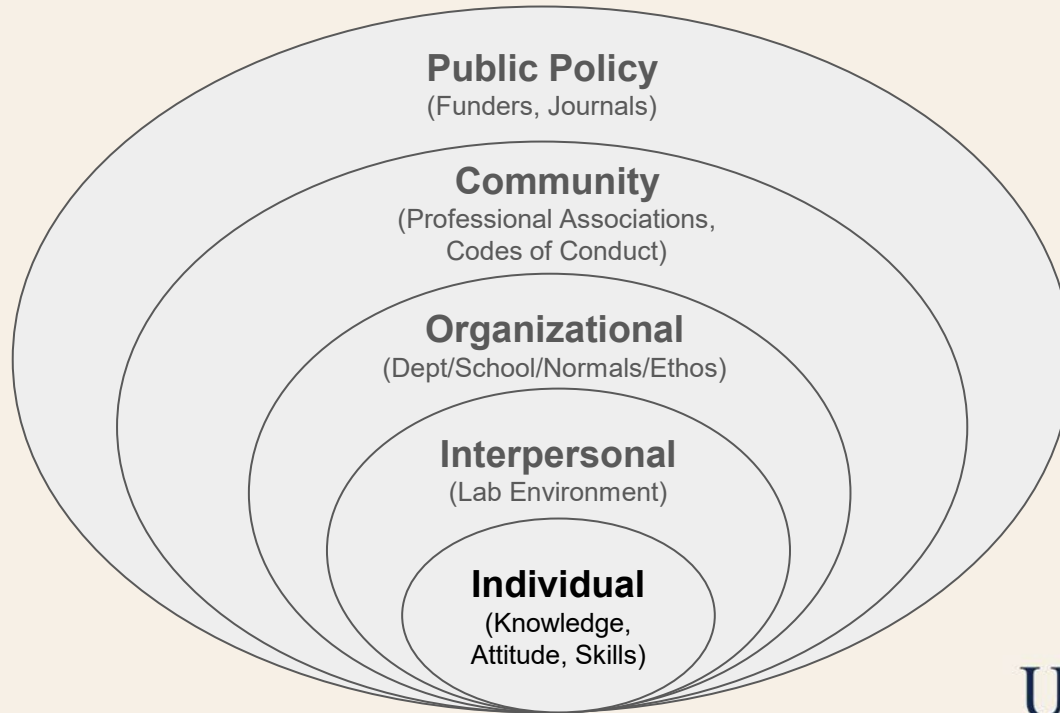 Public Policy
(Funders, Journals)
Community
(Professional Associations,
Codes of Conduct)
Organizational
(Dept/School/Normals/Ethos)
Interpersonal
(Lab Environment)
Individual
(Knowledge,
Attitude, Skills)
U